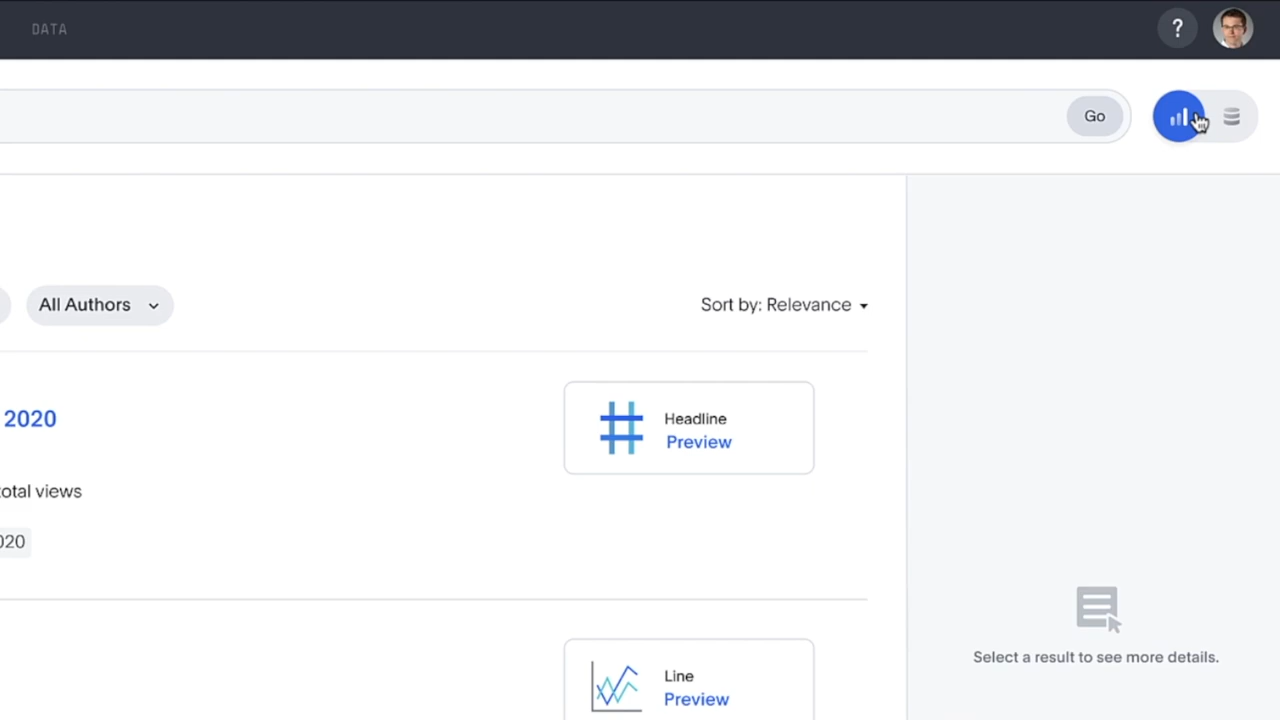 DATA
?
Go
All Authors
Sort by: Relevance
2020
Headline
Preview
total views
020
Line
Preview
Select a result to see more details.